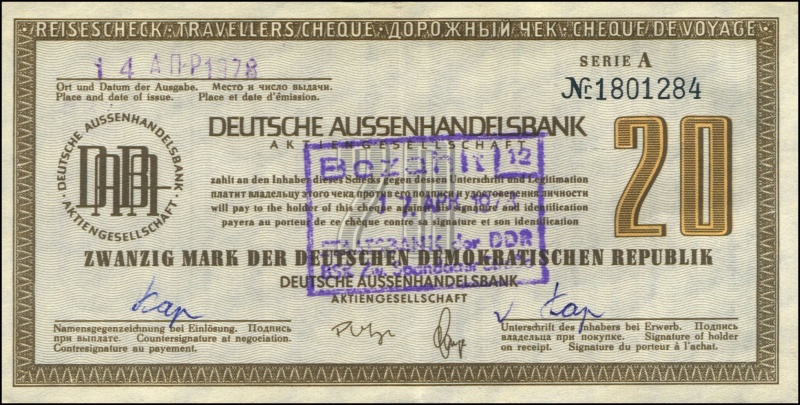 REISESCHECK · TRAVELLERS CHEQUE · ДОРОЖНЫЙ ЧЕК · CHEQUE DE VOYAGE
14 АПР 1978
Ort und Datum der Ausgabe. Место и число выдачи.
Place and date of issue. Place et date d'émission.
SERIE A
№ 1801284
DEUTSCHE AUSSENHANDELSBANK
AKTIENGESELLSCHAFT
DEUTSCHE AUSSENHANDELSBANK
· AKTIENGESELLSCHAFT ·
DABA
20
Bezahlt 12
APR. 1978
STAATSBANK der DDR
zahlt an den Inhaber dieses Schecks gegen dessen Unterschrift und Legitimation
платит владельцу этого чека против его подписи и удостоверения личности
will pay to the holder of this cheque against his signature and identification
payera au porteur de ce chèque contre sa signature et son identification
ZWANZIG MARK DER DEUTSCHEN DEMOKRATISCHEN REPUBLIK
DEUTSCHE AUSSENHANDELSBANK
AKTIENGESELLSCHAFT
Namensgegenzeichnung bei Einlösung. Подпись
при выплате. Countersignature at negociation.
Contresignature au payement.
Unterschrift des Inhabers bei Erwerb. Подпись
владельца при покупке. Signature of holder
on receipt. Signature du porteur à l'achat.